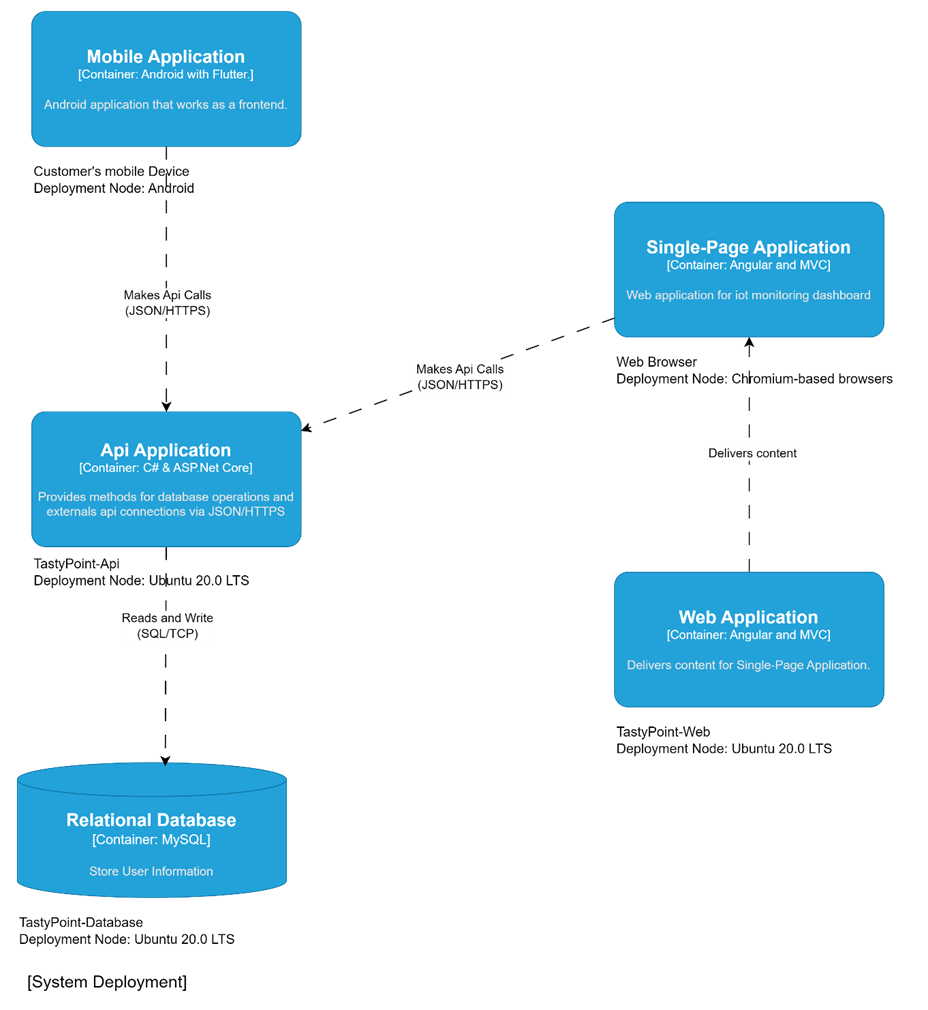 Mobile Application
[Container: Android with Flutter.]
Android application that works as a frontend.
Customer's mobile Device
Deployment Node: Android
Makes Api Calls
(JSON/HTTPS)
Single-Page Application
[Container: Angular and MVC]
Web application for iot monitoring dashboard
Web Browser
Deployment Node: Chromium-based browsers
Makes Api Calls
(JSON/HTTPS)
Api Application
[Container: C# & ASP.Net Core]
Provides methods for database operations and
externals api connections via JSON/HTTPS
TastyPoint-Api
Deployment Node: Ubuntu 20.0 LTS
Delivers content
Reads and Write
(SQL/TCP)
Web Application
[Container: Angular and MVC]
Delivers content for Single-Page Application.
TastyPoint-Web
Deployment Node: Ubuntu 20.0 LTS
Relational Database
[Container: MySQL]
Store User Information
TastyPoint-Database
Deployment Node: Ubuntu 20.0 LTS
[System Deployment]